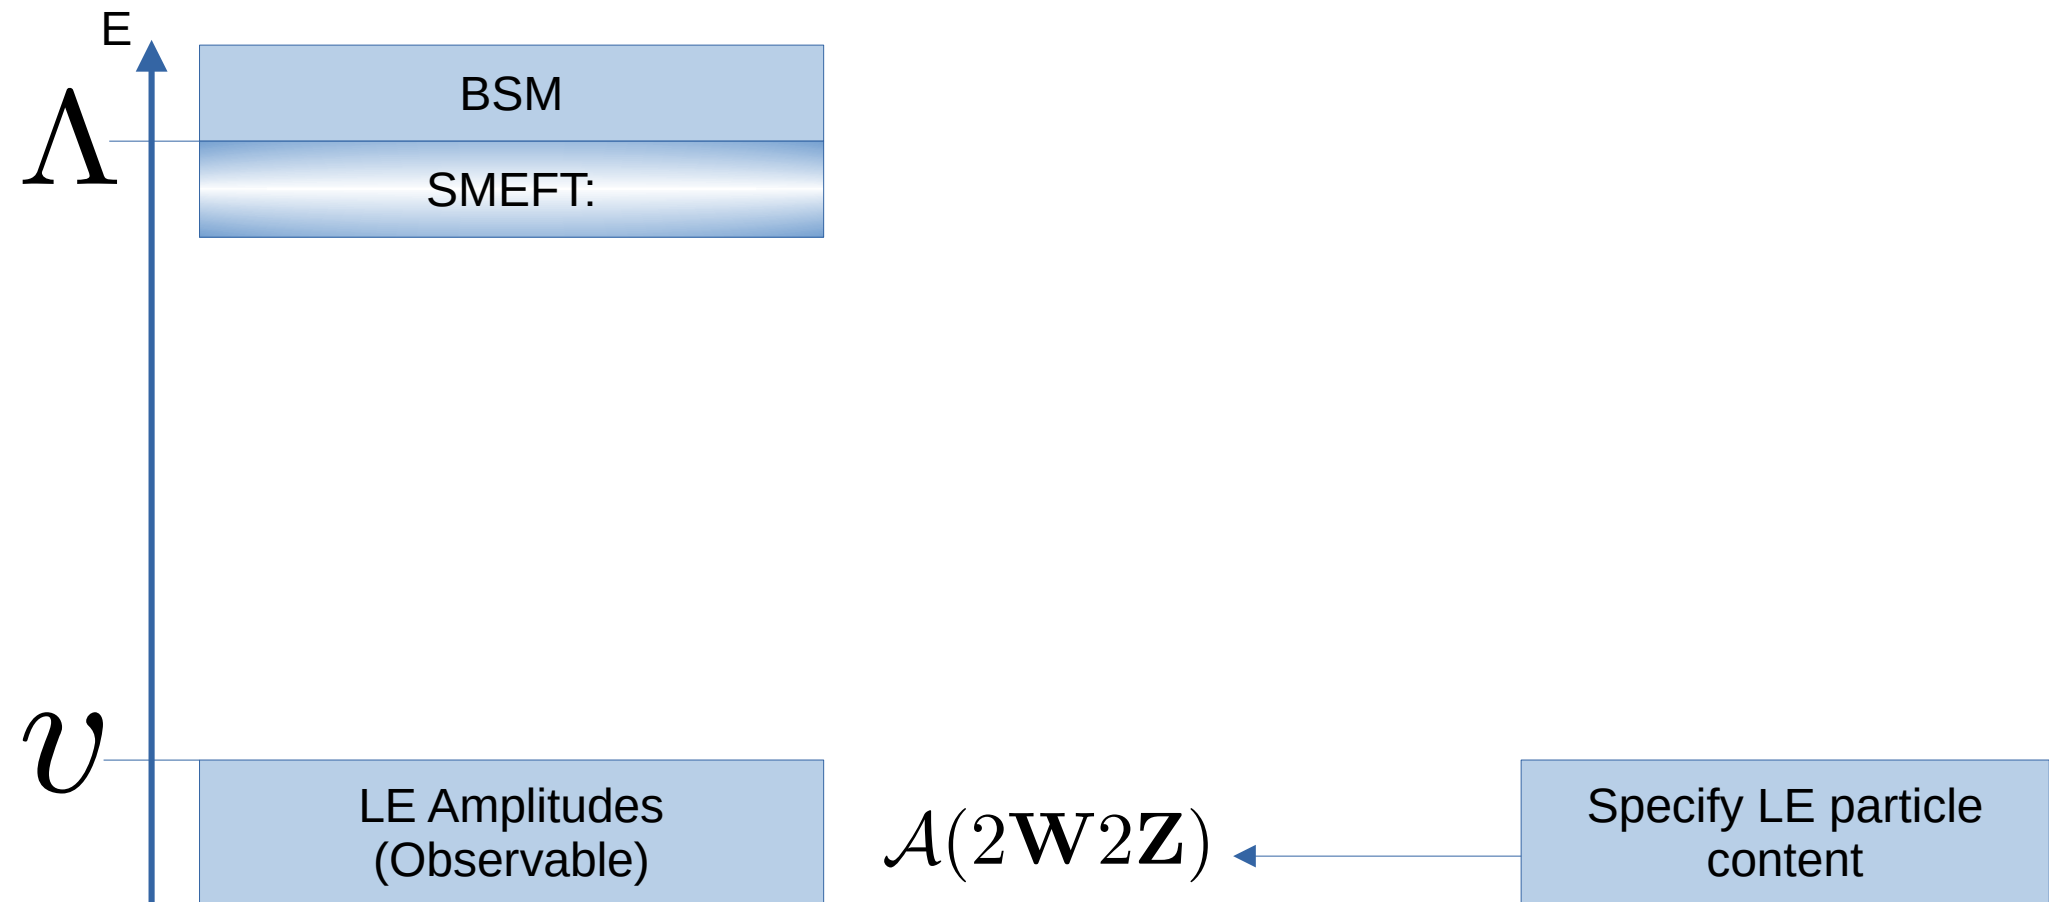 E
BSM
Λ
SMEFT:
υ
LE Amplitudes
(Observable)
𝒜(2𝐖2𝐙)
Specify LE particle
content